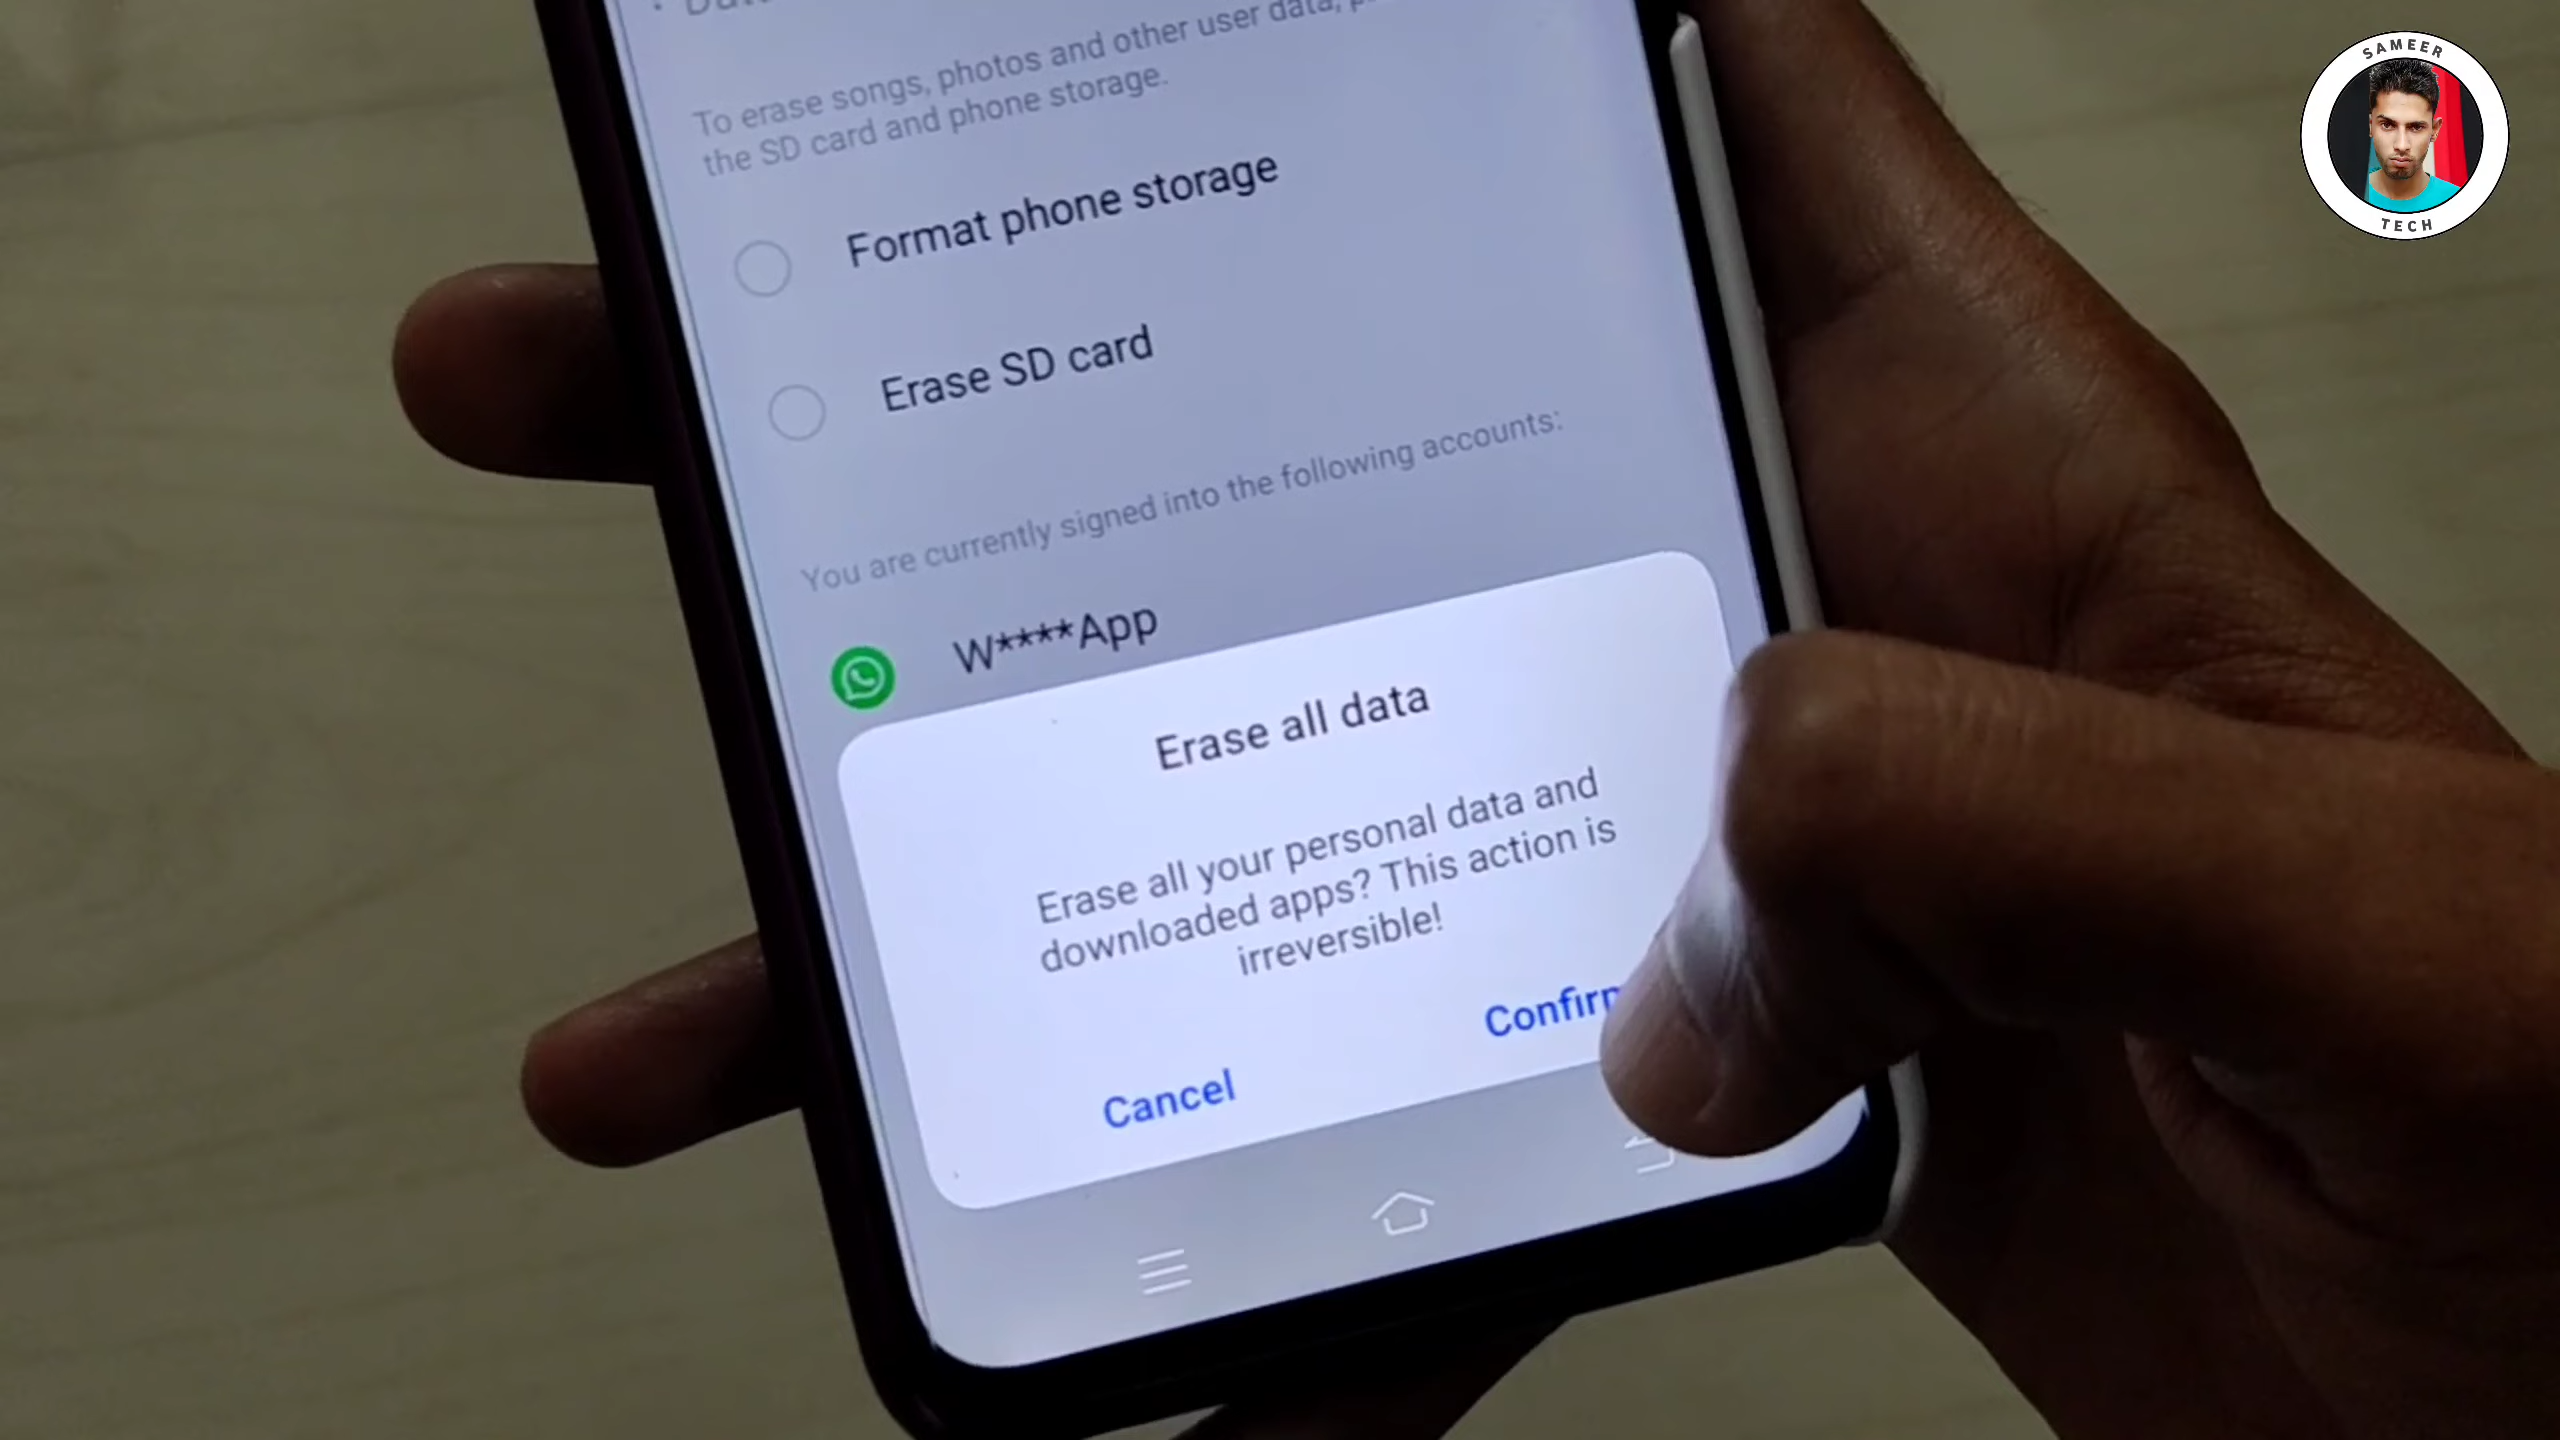 To erase songs, photos and other user data,
the SD card and phone storage.
Format phone storage
Erase SD card
You are currently signed into the following accounts:
W****App
Erase all data
Erase all your personal data and
downloaded apps? This action is
irreversible!
Cancel
SAMEER
TECH